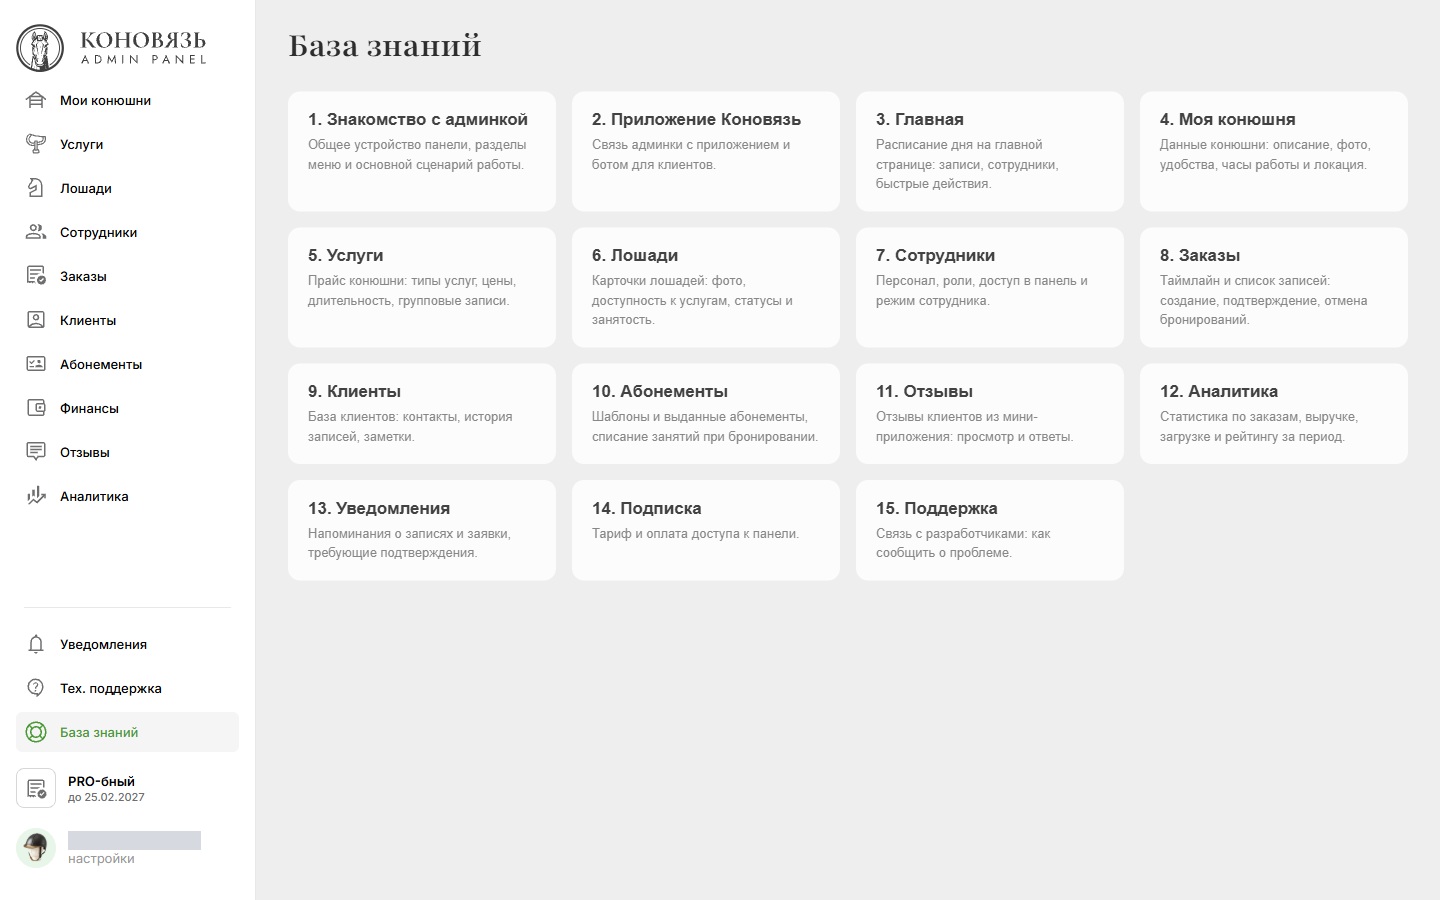 КОНОВЯЗЬ
ADMIN PANEL
Мои конюшни
Услуги
Лошади
Сотрудники
Заказы
Клиенты
Абонементы
Финансы
Отзывы
Аналитика
Уведомления
Тех. поддержка
База знаний
PRO-бный
до 25.02.2027
настройки
База знаний
1. Знакомство с админкой
Общее устройство панели, разделы
меню и основной сценарий работы.
2. Приложение Коновязь
Связь админки с приложением и
ботом для клиентов.
3. Главная
Расписание дня на главной
странице: записи, сотрудники,
быстрые действия.
4. Моя конюшня
Данные конюшни: описание, фото,
удобства, часы работы и локация.
5. Услуги
Прайс конюшни: типы услуг, цены,
длительность, групповые записи.
6. Лошади
Карточки лошадей: фото,
доступность к услугам, статусы и
занятость.
7. Сотрудники
Персонал, роли, доступ в панель и
режим сотрудника.
8. Заказы
Таймлайн и список записей:
создание, подтверждение, отмена
бронирований.
9. Клиенты
База клиентов: контакты, история
записей, заметки.
10. Абонементы
Шаблоны и выданные абонементы,
списание занятий при бронировании.
11. Отзывы
Отзывы клиентов из мини-
приложения: просмотр и ответы.
12. Аналитика
Статистика по заказам, выручке,
загрузке и рейтингу за период.
13. Уведомления
Напоминания о записях и заявки,
требующие подтверждения.
14. Подписка
Тариф и оплата доступа к панели.
15. Поддержка
Связь с разработчиками: как
сообщить о проблеме.